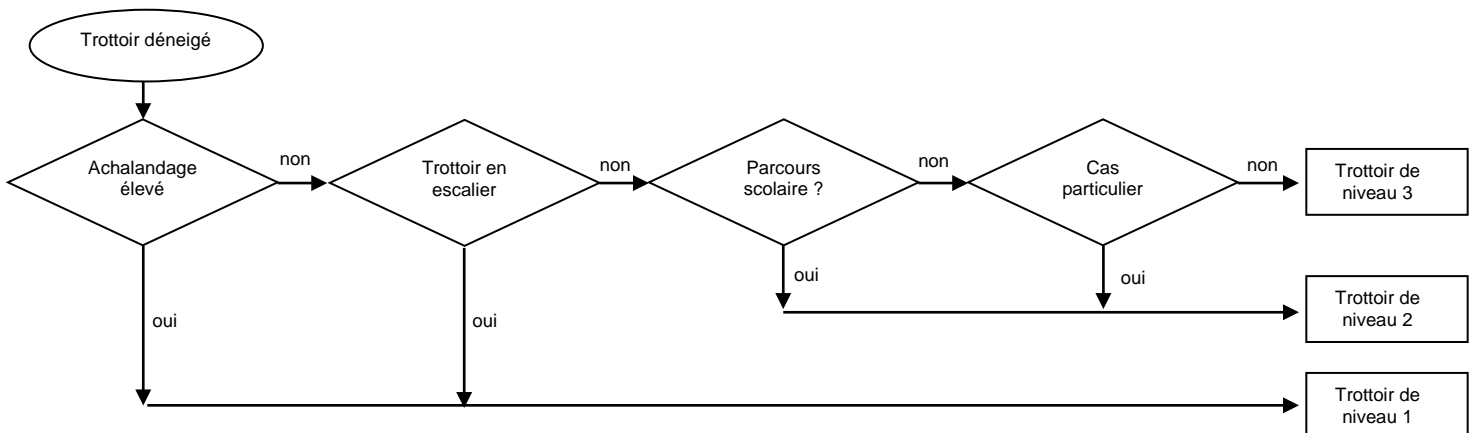 Trottoir déneigé
Achalandage
élevé
non
Trottoir en
escalier
non
Parcours
scolaire ?
non
Cas
particulier
non
Trottoir de
niveau 3
oui
oui
Trottoir de
niveau 2
oui
oui
Trottoir de
niveau 1